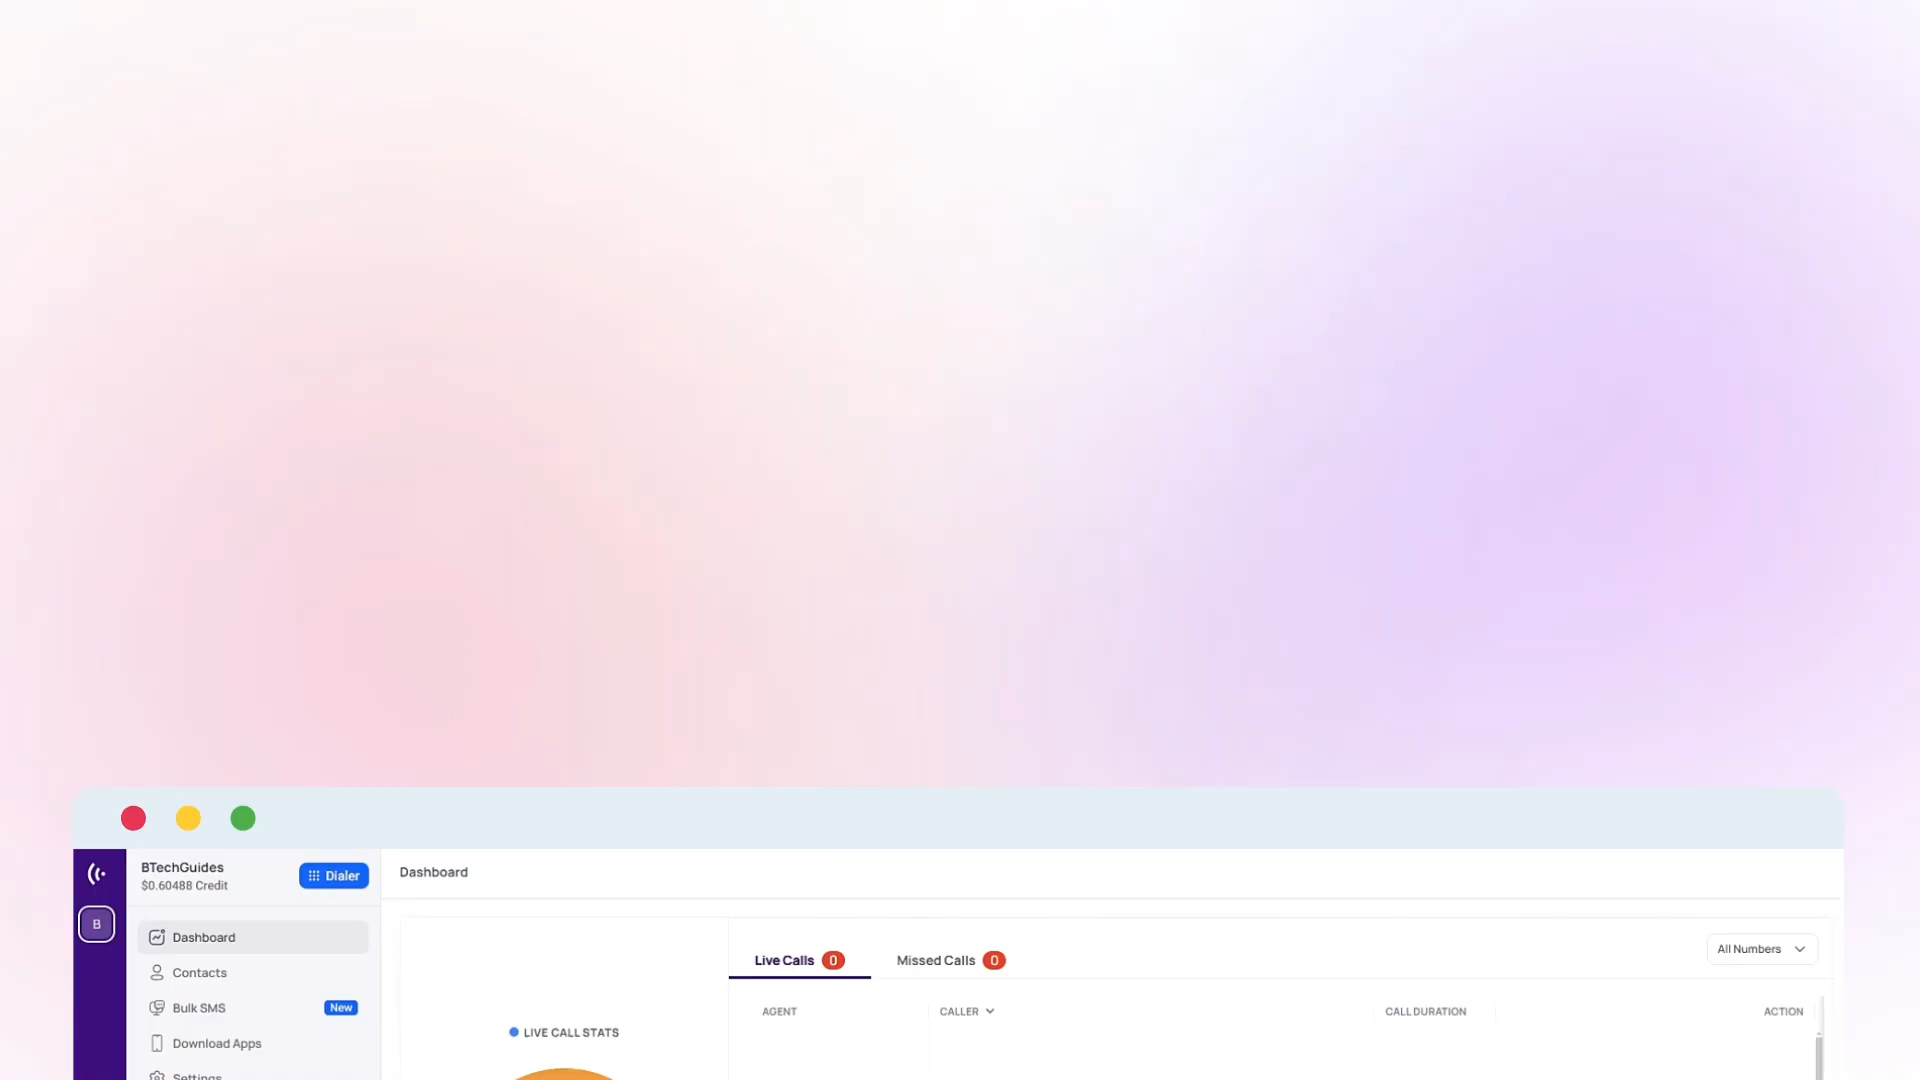 BTechGuides
$0.60488 Credit
Dialer
Dashboard
B
Dashboard
Contacts
Bulk SMS New
Download Apps
Settings
Live Calls 0
Missed Calls 0
All Numbers
AGENT CALLER CALL DURATION ACTION
LIVE CALL STATS